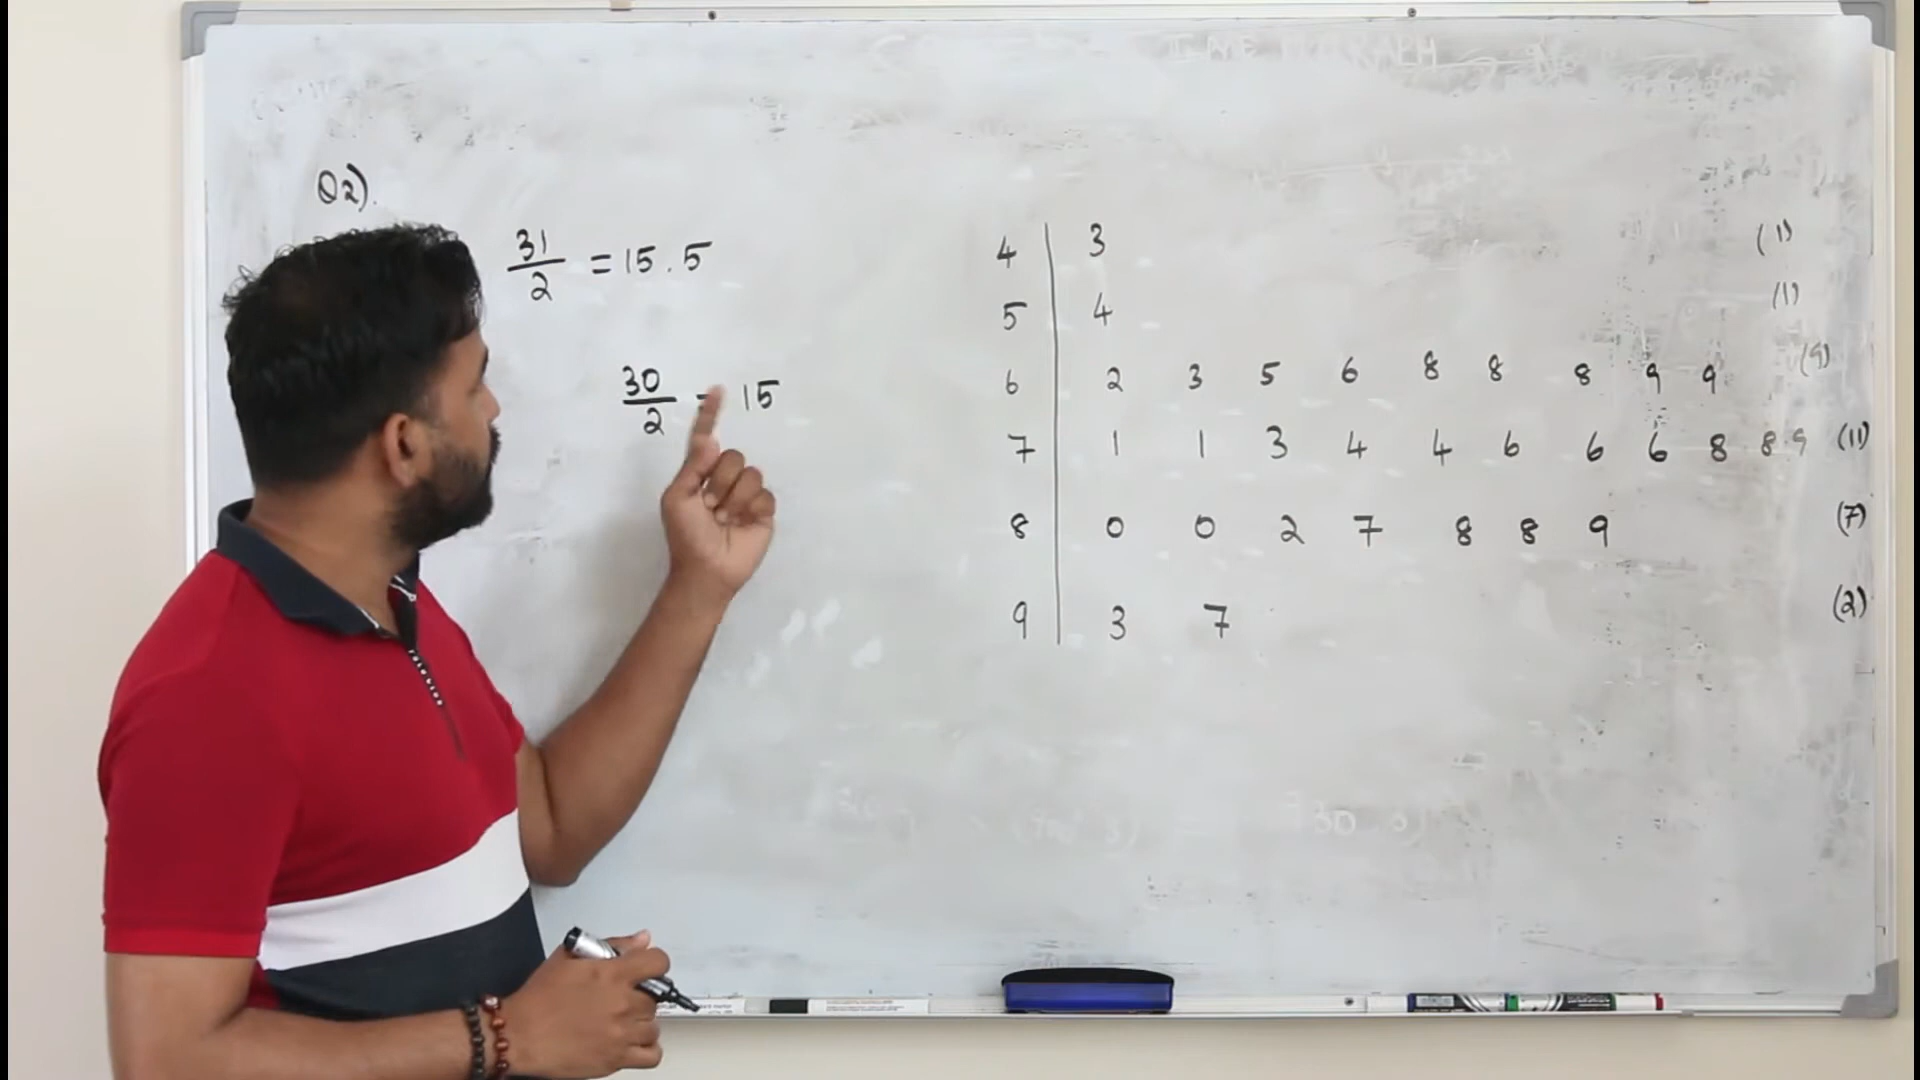 Q2).
31/2 = 15.5
30/2 = 15
4 | 3 (1)
5 | 4 (1)
6 | 2 3 5 6 8 8 8 9 9 (9)
7 | 1 1 3 4 4 6 6 6 8 8 9 (11)
8 | 0 0 2 7 8 8 9 (7)
9 | 3 7 (2)